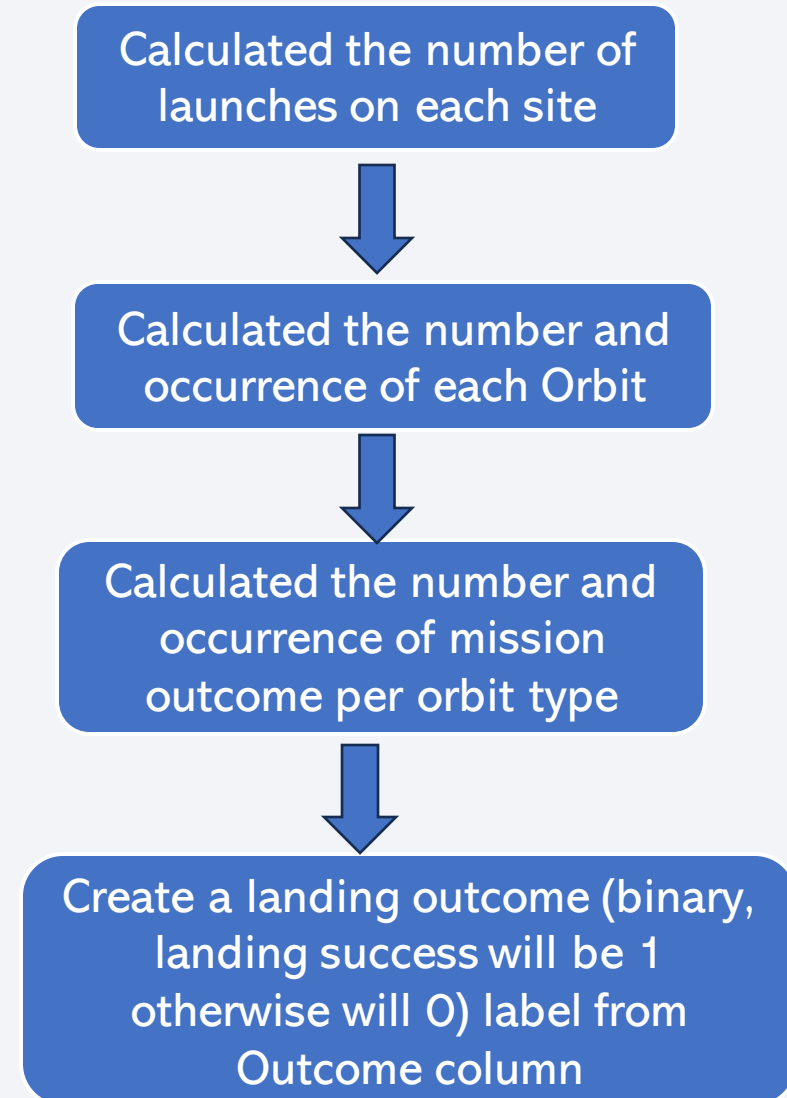 Calculated the number of
launches on each site
Calculated the number and
occurrence of each Orbit
Calculated the number and
occurrence of mission
outcome per orbit type
Create a landing outcome (binary,
landing success will be 1
otherwise will 0) label from
Outcome column